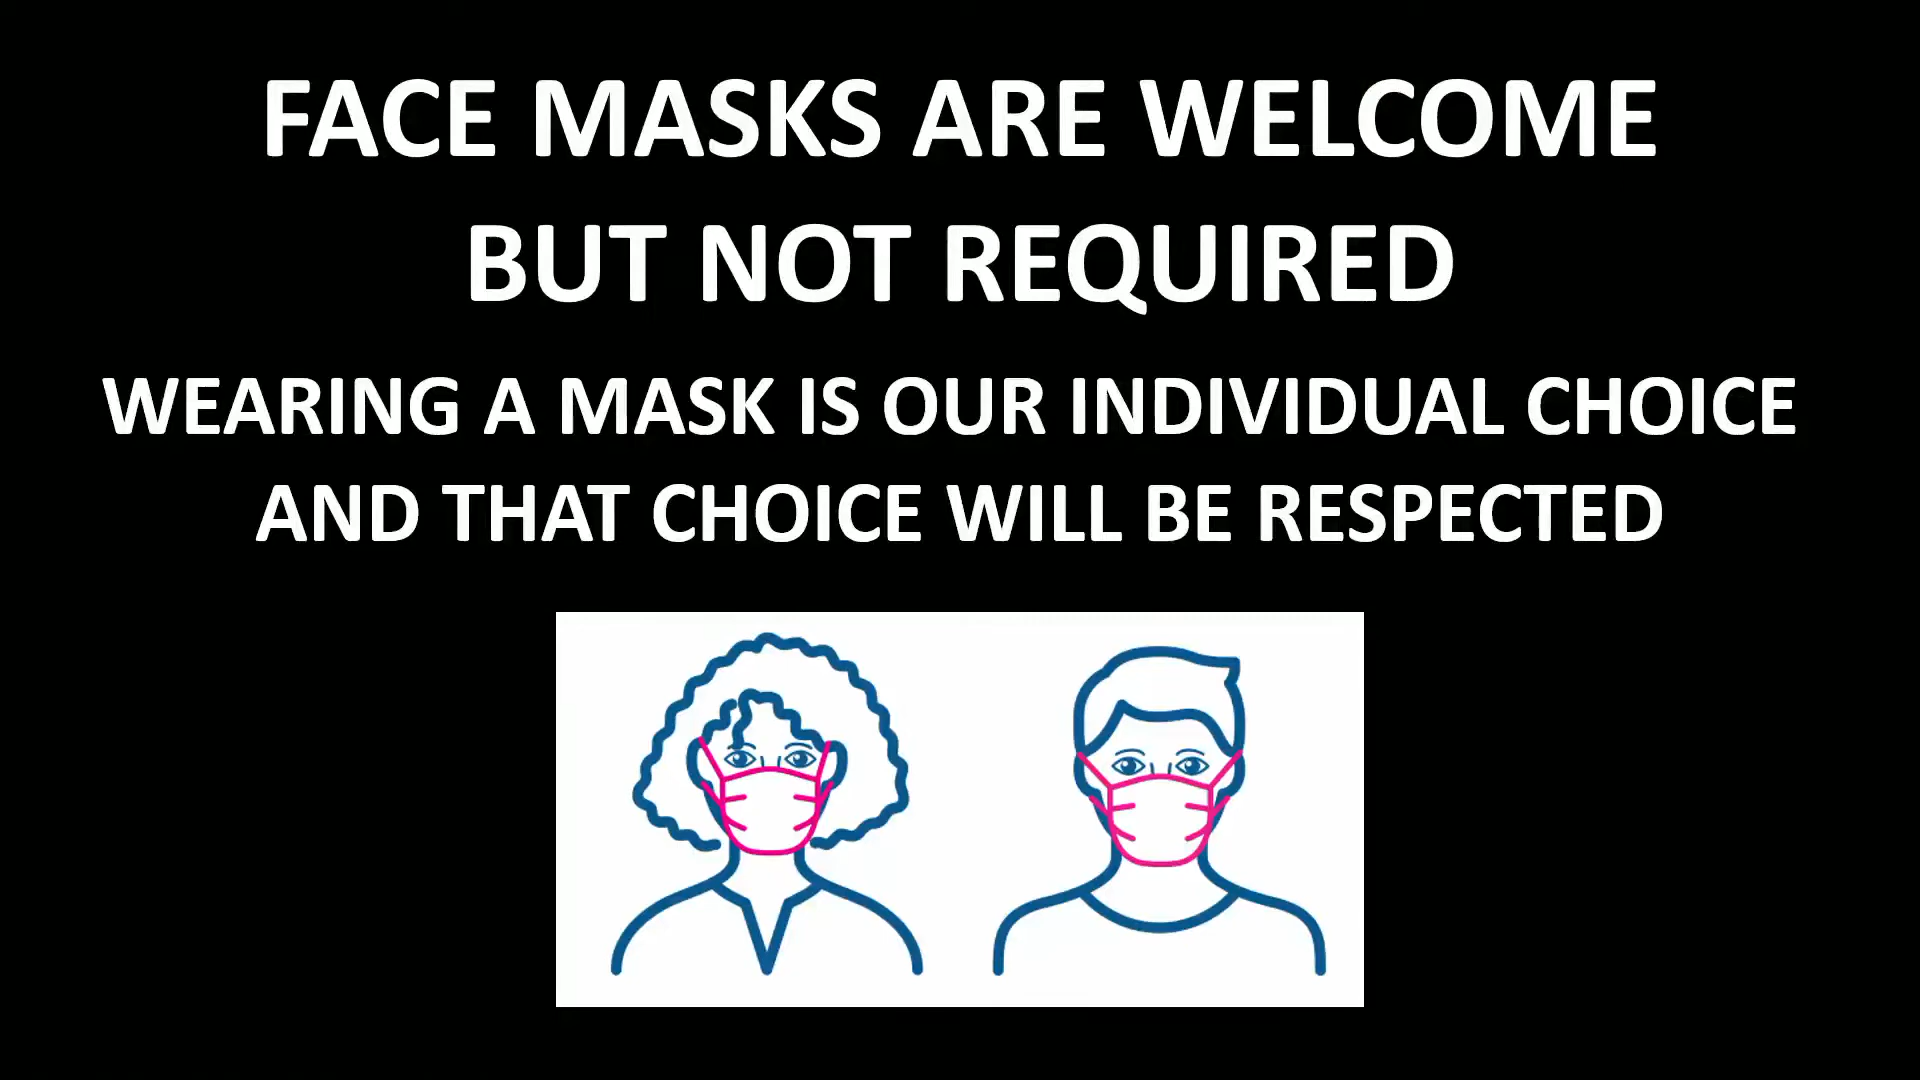 FACE MASKS ARE WELCOME
BUT NOT REQUIRED
WEARING A MASK IS OUR INDIVIDUAL CHOICE
AND THAT CHOICE WILL BE RESPECTED